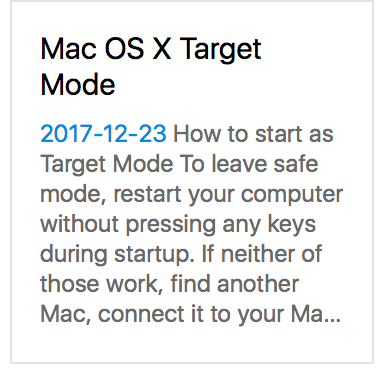 Mac OS X Target
Mode
2017-12-23 How to start as
Target Mode To leave safe
mode, restart your computer
without pressing any keys
during startup. If neither of
those work, find another
Mac, connect it to your Ma...